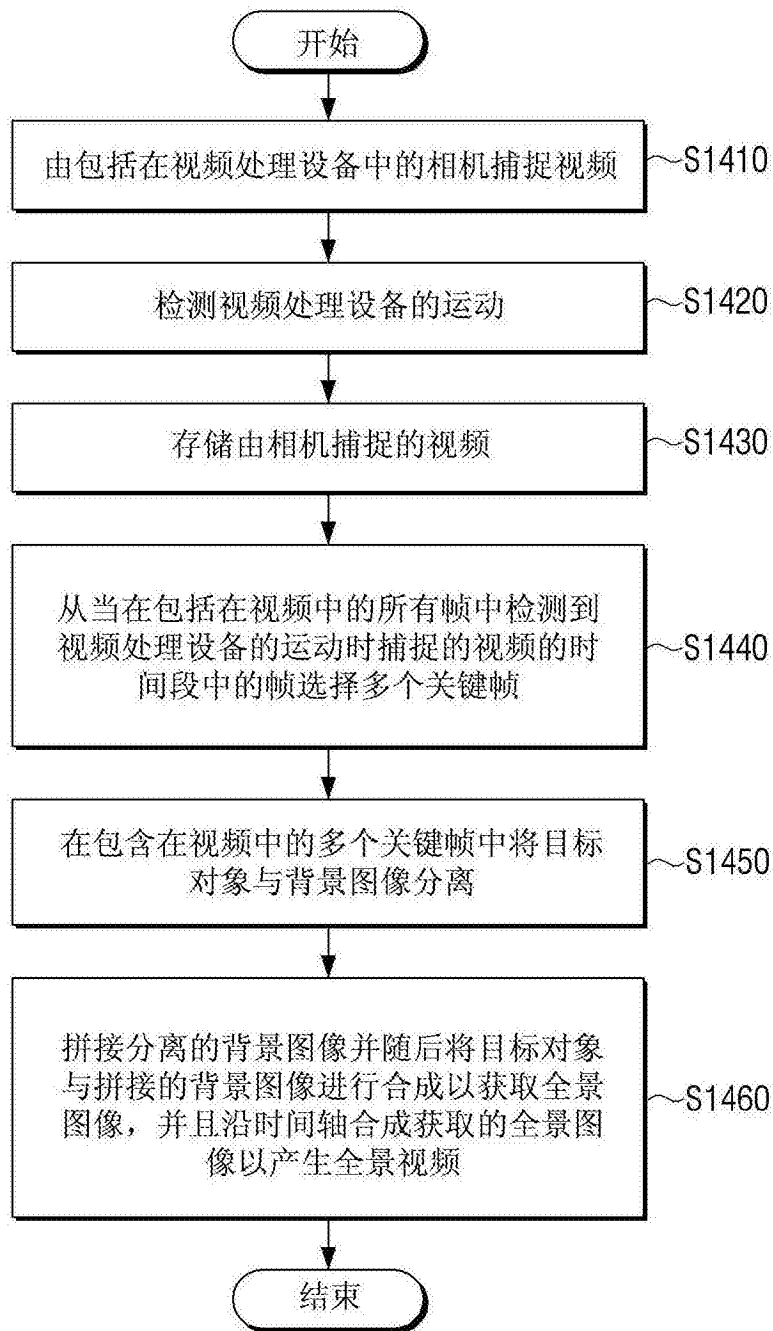 开始
由包括在视频处理设备中的相机捕捉视频
S1410
检测视频处理设备的运动
S1420
存储由相机捕捉的视频
S1430
从当在包括在视频中的所有帧中检测到
视频处理设备的运动时捕捉的视频的时
间段中的帧选择多个关键帧
S1440
在包含在视频中的多个关键帧中将目标
对象与背景图像分离
S1450
拼接分离的背景图像并随后将目标对象
与拼接的背景图像进行合成以获取全景
图像，并且沿时间轴合成获取的全景图
像以产生全景视频
S1460
结束